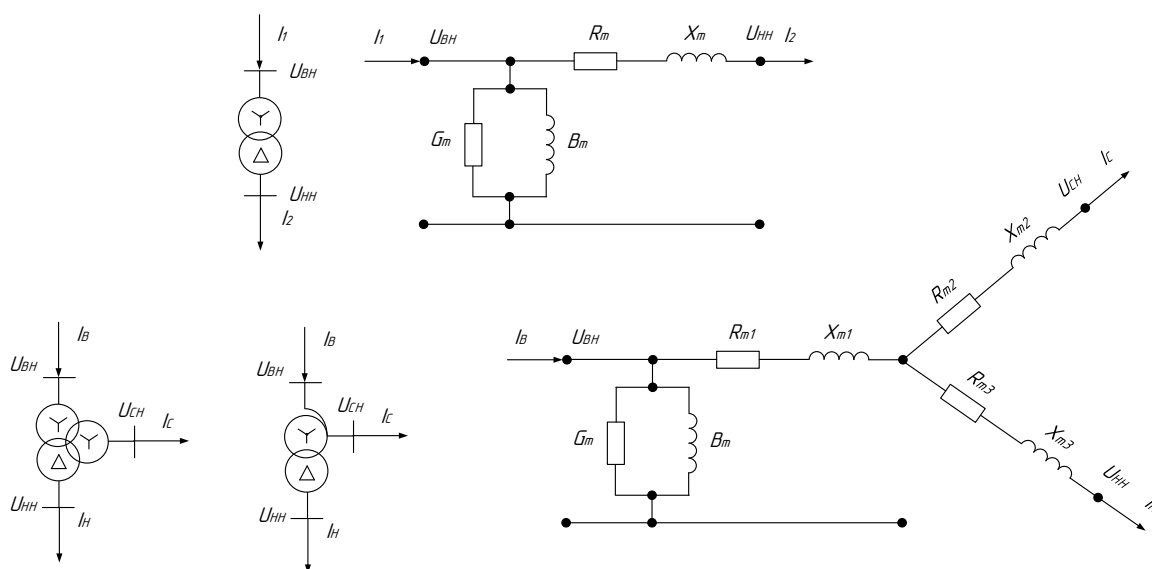 I1
UВН
UНН
I2
I1
UВН
Rт
Xт
UНН
I2
Gт
Bт
IВ
UВН
UСН
IС
UНН
IН
IВ
UВН
UСН
IС
UНН
IН
IВ
UВН
Rт1
Xт1
Gт
Bт
Rт2
Xт2
UСН
IС
Rт3
Xт3
UНН